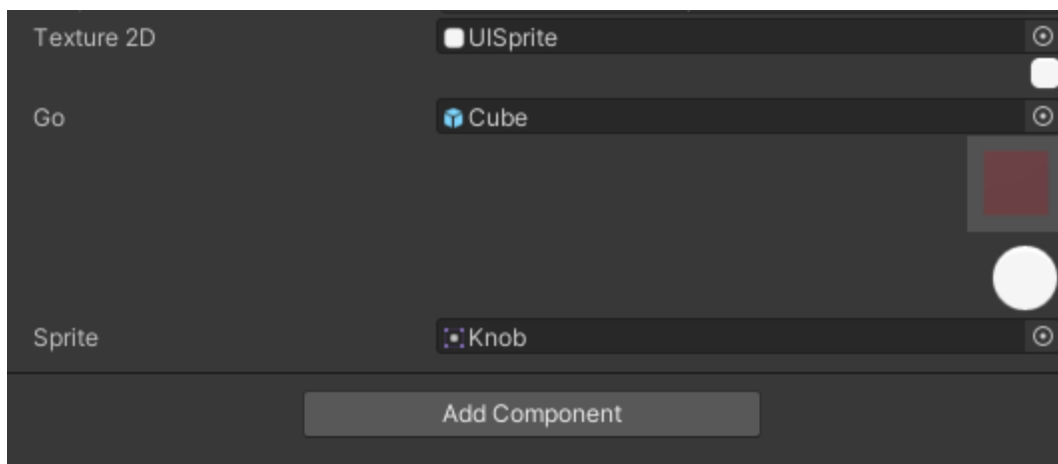 Texture 2D UISprite
Go Cube
Sprite Knob
Add Component